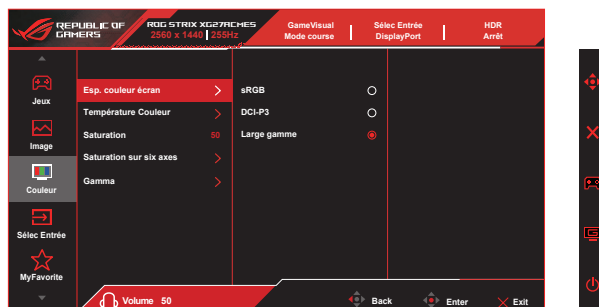 REPUBLIC OF
GAMERS
ROG STRIX XG27ACMES
2560 x 1440 255Hz
GameVisual
Mode course
Sélec Entrée
DisplayPort
HDR
Arrêt
Jeux
Image
Couleur
Sélec Entrée
MyFavorite
Esp. couleur écran
Température Couleur
Saturation 50
Saturation sur six axes
Gamma
sRGB
DCI-P3
Large gamme
Volume 50
Back
Enter
Exit